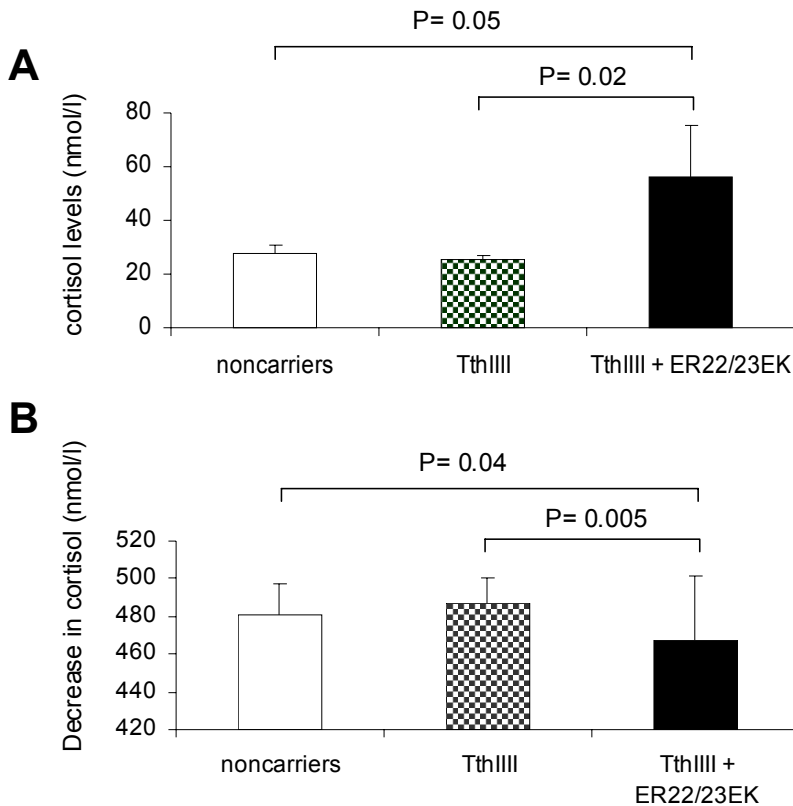 P= 0.05
A
P= 0.02
cortisol levels (nmol/l)
80
60
40
20
0
noncarriers
TthIIII
TthIIII + ER22/23EK
B
P= 0.04
P= 0.005
Decrease in cortisol (nmol/l)
520
500
480
460
440
420
noncarriers
TthIIII
TthIIII +
ER22/23EK